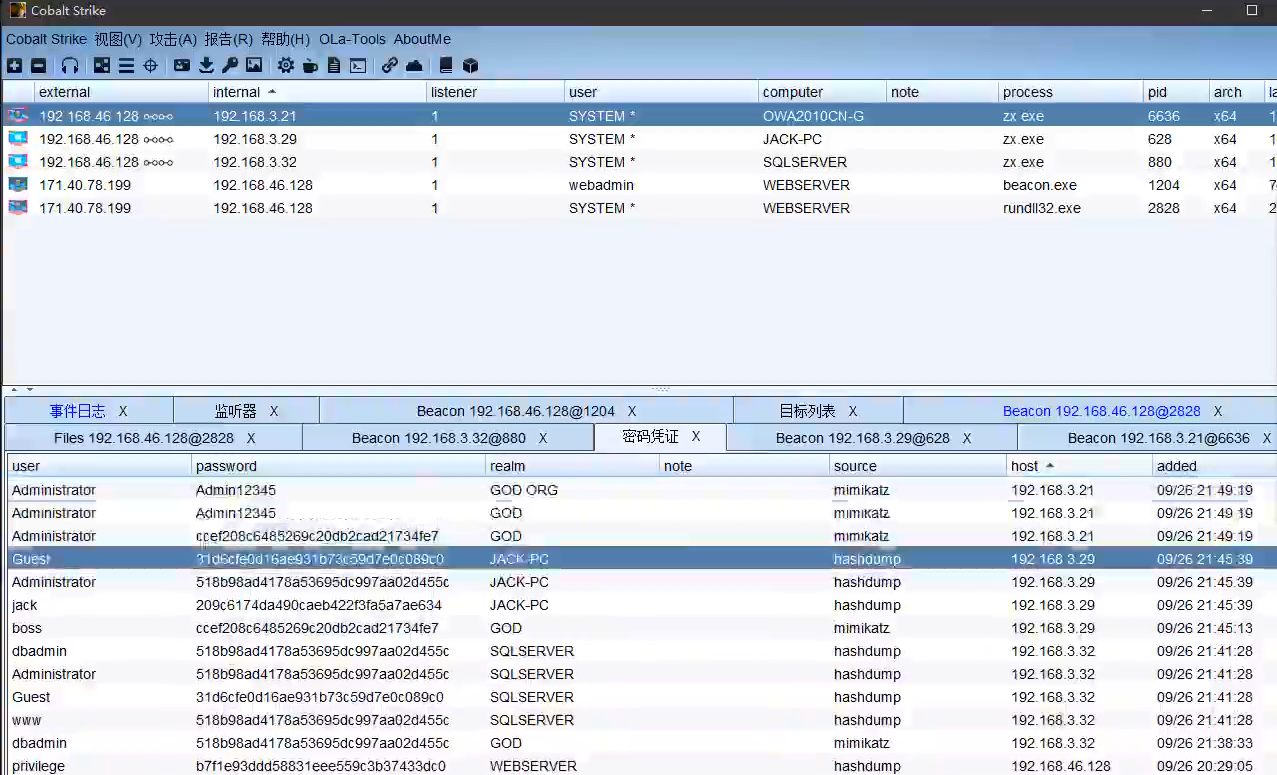 Cobalt Strike
Cobalt Strike 视图(V) 攻击(A) 报告(R) 帮助(H) OLa-Tools AboutMe
external internal listener user computer note process pid arch la
192.168.46 128 192.168.3.21 1 SYSTEM * OWA2010CN-G zx.exe 6636 x64 1
192.168.46.128 192.168.3.29 1 SYSTEM * JACK-PC zx.exe 628 x64 1
192.168.46.128 192.168.3.32 1 SYSTEM * SQLSERVER zx.exe 880 x64 1
171.40.78.199 192.168.46.128 1 webadmin WEBSERVER beacon.exe 1204 x64 7
171.40.78.199 192.168.46.128 1 SYSTEM * WEBSERVER rundll32.exe 2828 x64 2
事件日志 X 监听器 X Beacon 192.168.46.128@1204 X 目标列表 X Beacon 192.168.46.128@2828 X
Files 192.168.46.128@2828 X Beacon 192.168.3.32@880 X 密码凭证 X Beacon 192.168.3.29@628 X Beacon 192.168.3.21@6636 X
user password realm note source host added
Administrator Admin12345 GOD ORG mimikatz 192.168.3.21 09/26 21:49:19
Administrator Admin12345 GOD mimikatz 192.168.3.21 09/26 21:49:19
Administrator ccef208c6485269c20db2cad21734fe7 GOD mimikatz 192.168.3.21 09/26 21:49:19
Guest 31d6cfe0d16ae931b73c59d7e0c089c0 JACK-PC hashdump 192.168.3.29 09/26 21:45:39
Administrator 518b98ad4178a53695dc997aa02d455c JACK-PC hashdump 192.168.3.29 09/26 21:45:39
jack 209c6174da490caeb422f3fa5a7ae634 JACK-PC hashdump 192.168.3.29 09/26 21:45:39
boss ccef208c6485269c20db2cad21734fe7 GOD mimikatz 192.168.3.29 09/26 21:45:13
dbadmin 518b98ad4178a53695dc997aa02d455c SQLSERVER hashdump 192.168.3.32 09/26 21:41:28
Administrator 518b98ad4178a53695dc997aa02d455c SQLSERVER hashdump 192.168.3.32 09/26 21:41:28
Guest 31d6cfe0d16ae931b73c59d7e0c089c0 SQLSERVER hashdump 192.168.3.32 09/26 21:41:28
www 518b98ad4178a53695dc997aa02d455c SQLSERVER hashdump 192.168.3.32 09/26 21:41:28
dbadmin 518b98ad4178a53695dc997aa02d455c GOD mimikatz 192.168.3.32 09/26 21:38:33
privilege b7f1e93ddd58831eee559c3b37433dc0 WEBSERVER hashdump 192.168.46.128 09/26 20:29:05